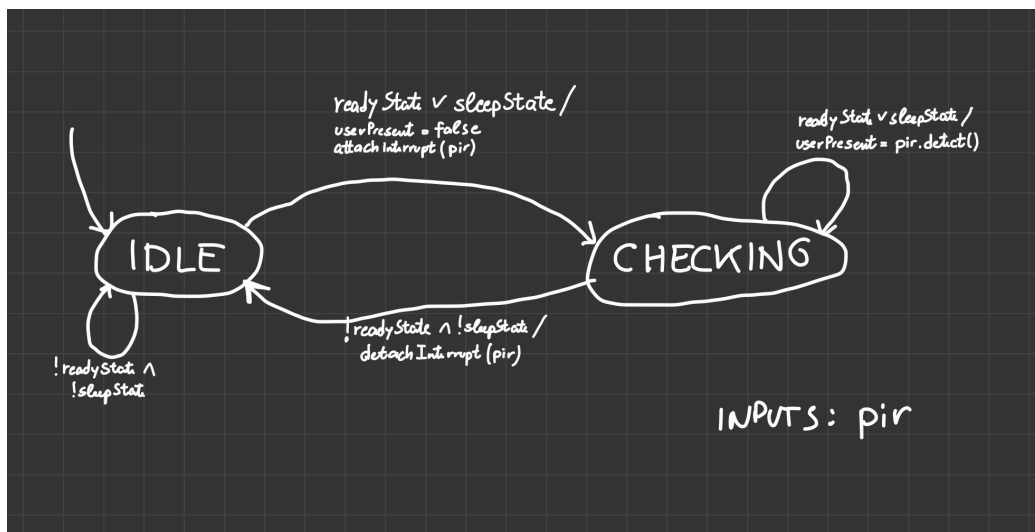 readyState ∨ sleepState /
userPresent = false
attachInterrupt (pir)
readyState ∨ sleepState /
userPresent = pir.detect()
IDLE
CHECKING
!readyState ∧ !sleepState /
detachInterrupt (pir)
!readyState ∧
!sleepState
INPUTS: pir